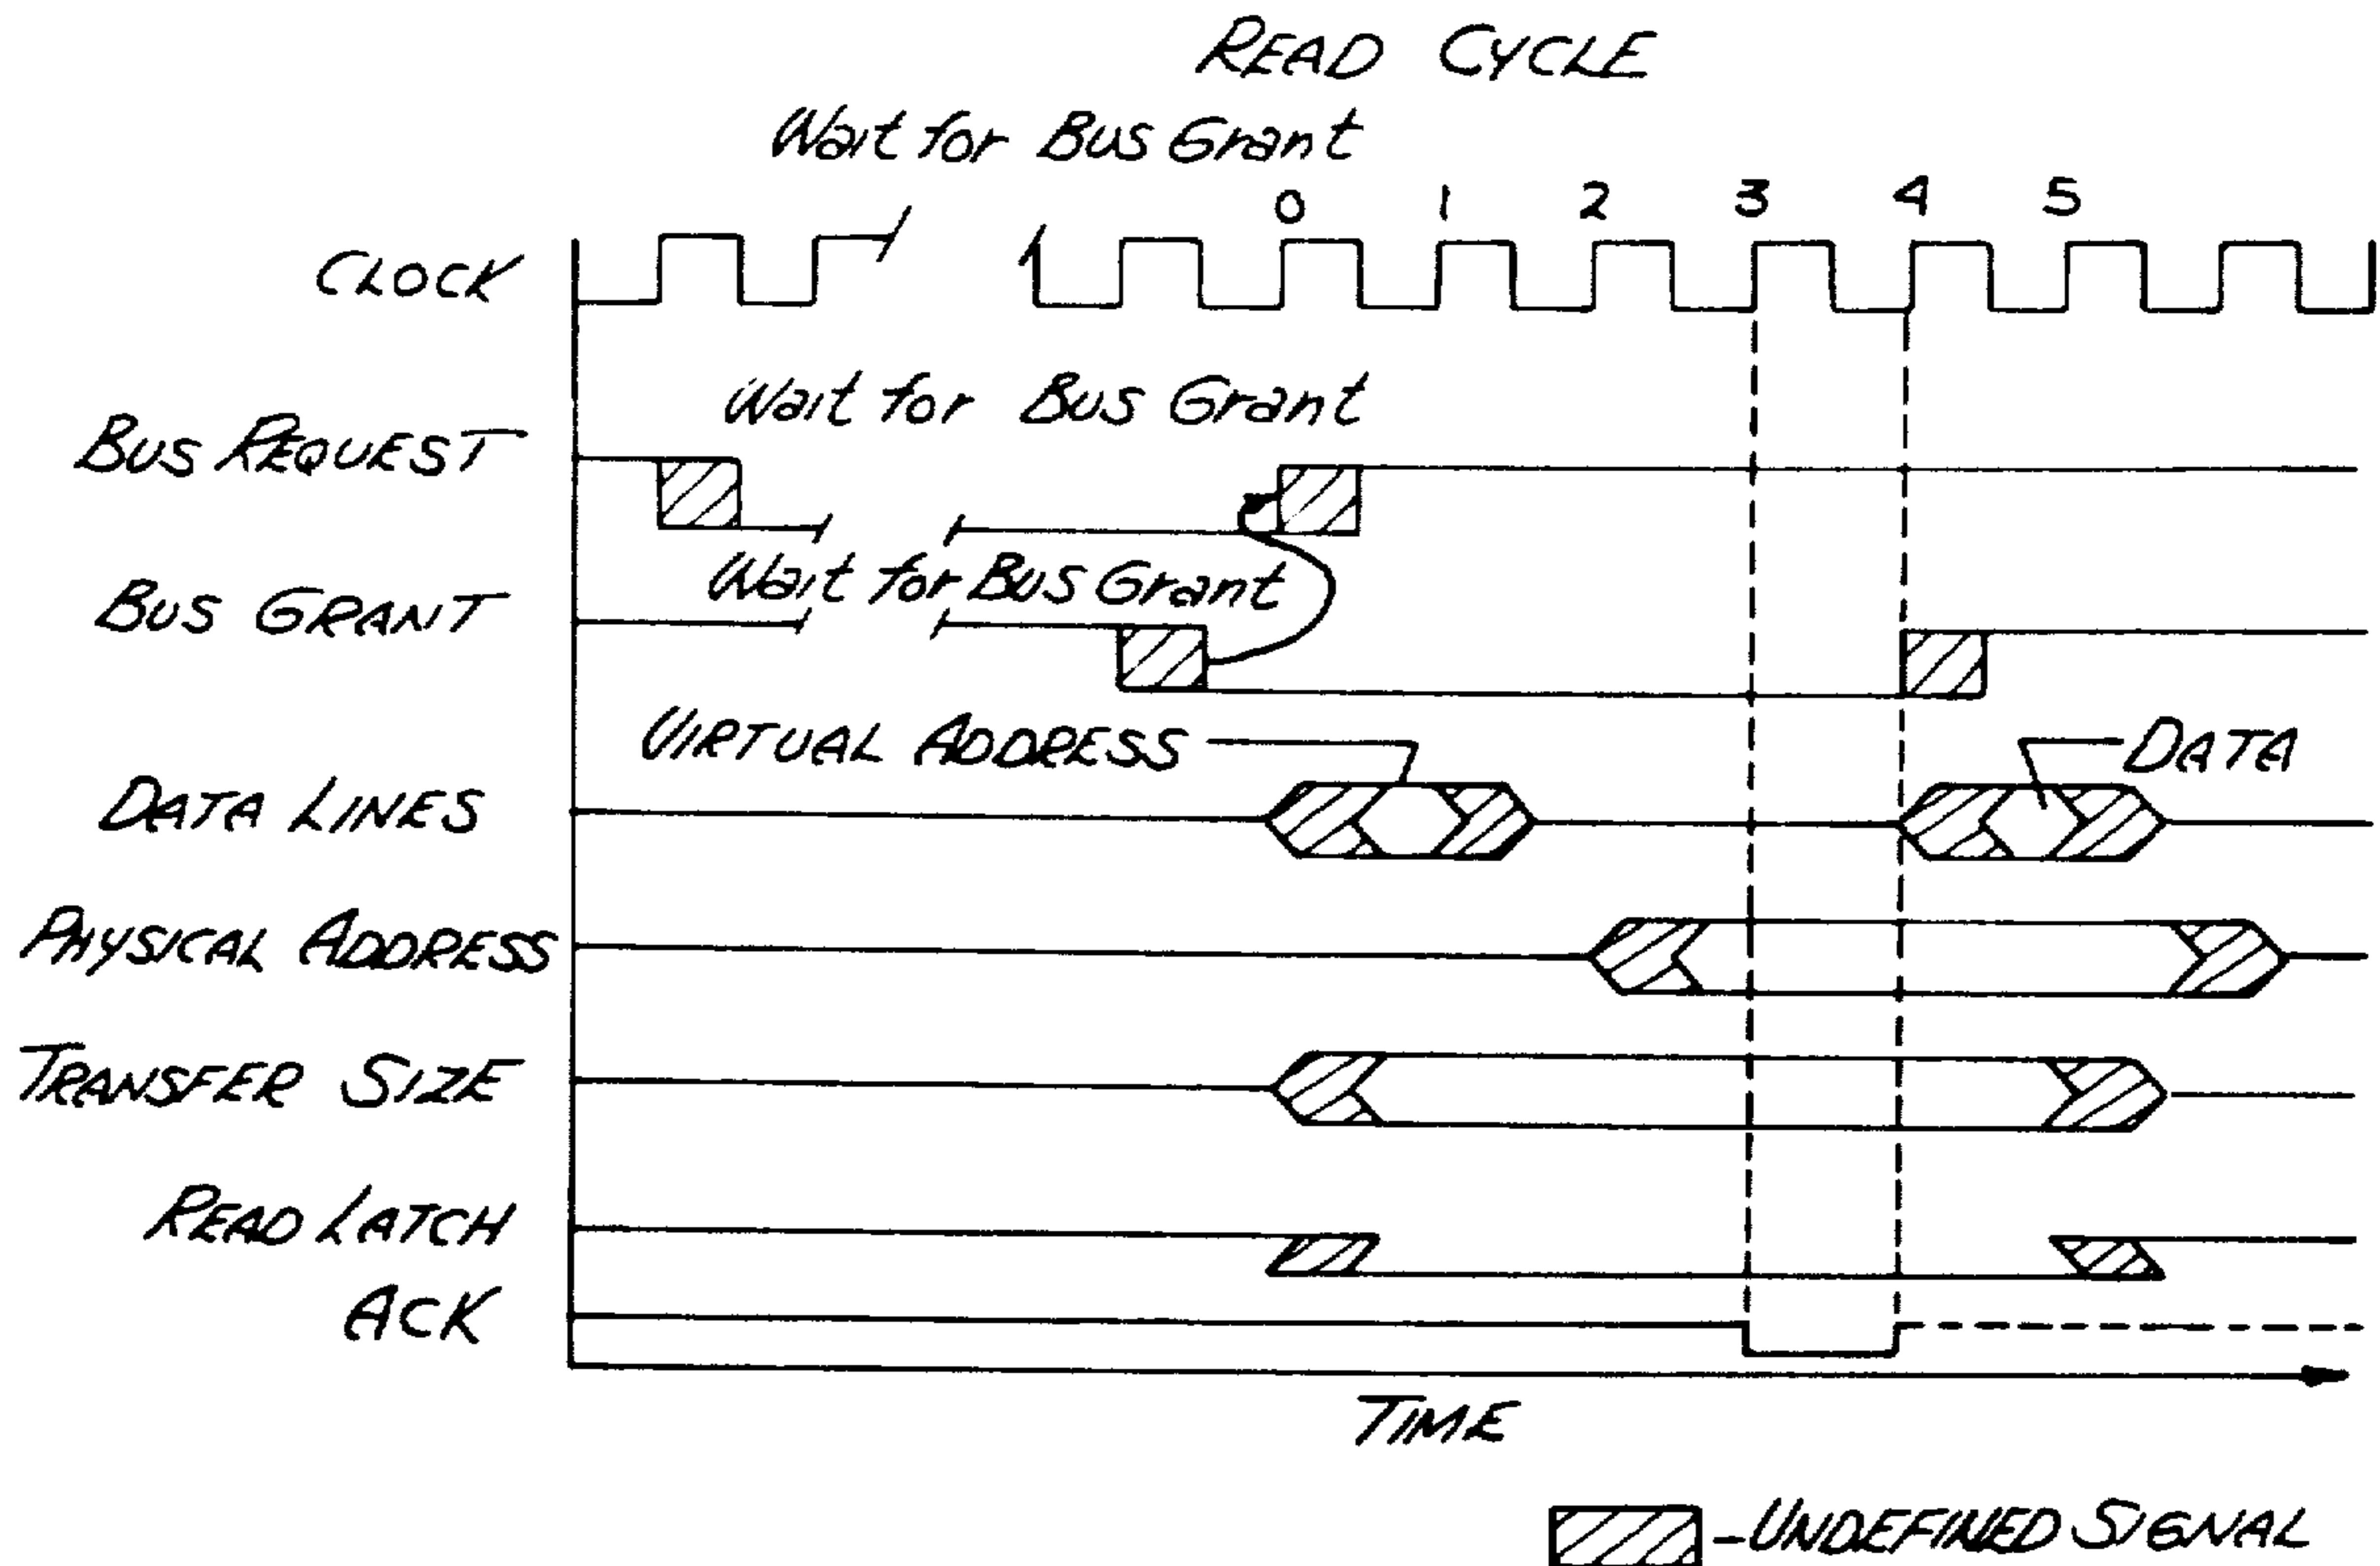 READ CYCLE
Wait for Bus Grant
0 1 2 3 4 5
CLOCK
Wait for Bus Grant
BUS REQUEST
Wait for Bus Grant
BUS GRANT
VIRTUAL ADDRESS
DATA
DATA LINES
PHYSICAL ADDRESS
TRANSFER SIZE
READ LATCH
ACK
TIME
-UNDEFINED SIGNAL